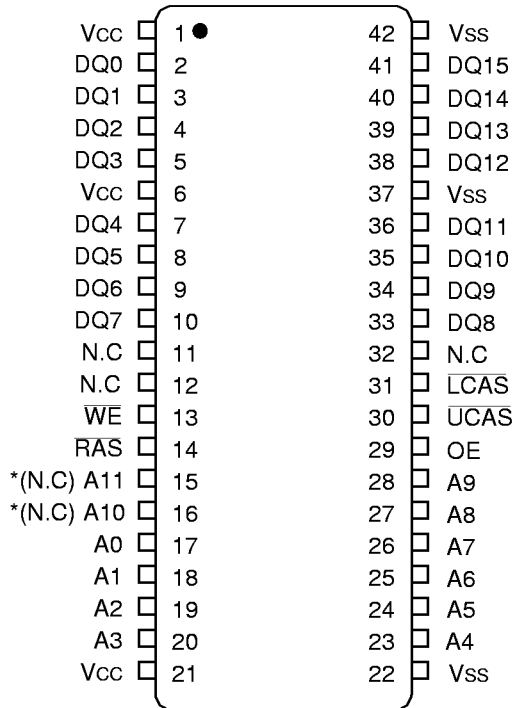 VCC 1 42 VSS
DQ0 2 41 DQ15
DQ1 3 40 DQ14
DQ2 4 39 DQ13
DQ3 5 38 DQ12
VCC 6 37 VSS
DQ4 7 36 DQ11
DQ5 8 35 DQ10
DQ6 9 34 DQ9
DQ7 10 33 DQ8
N.C 11 32 N.C
N.C 12 31 L̅C̅A̅S̅
W̅E̅ 13 30 U̅C̅A̅S̅
R̅A̅S̅ 14 29 OE
*(N.C) A11 15 28 A9
*(N.C) A10 16 27 A8
A0 17 26 A7
A1 18 25 A6
A2 19 24 A5
A3 20 23 A4
VCC 21 22 VSS